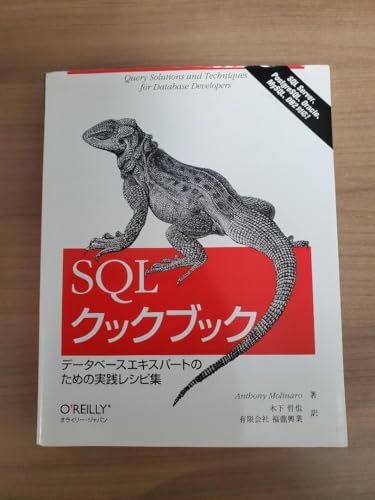 Query Solutions and Techniques
for Database Developers
SQL Server,
PostgreSQL, Oracle,
MySQL, DB2対応!
SQL
クックブック
データベースエキスパートの
ための実践レシピ集
Anthony Molinaro 著
木下 哲也
有限会社 福龍興業 訳
O'REILLY®
オライリー・ジャパン